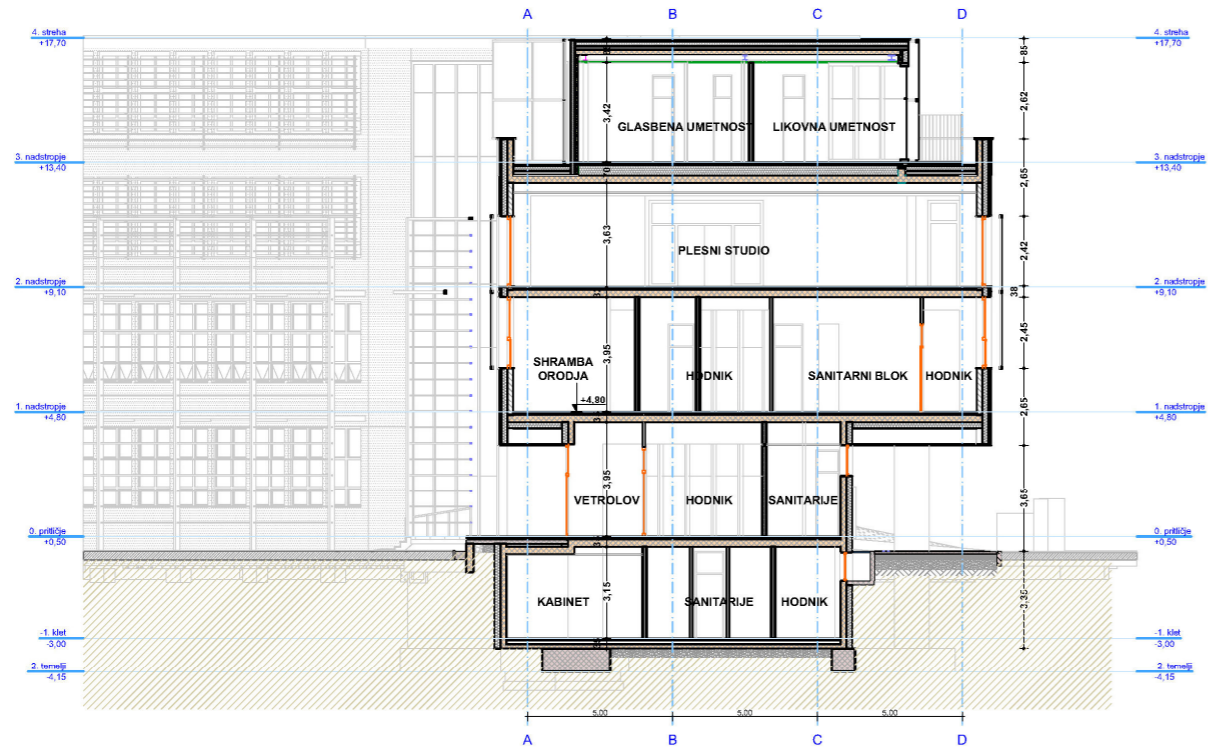 A B C D
4. streha
+17,70
4. streha
+17,70
85
3,42
2,62
GLASBENA UMETNOST
LIKOVNA UMETNOST
3. nadstropje
+13,40
3. nadstropje
+13,40
70
2,65
3,63
PLESNI STUDIO
2,42
2. nadstropje
+9,10
2. nadstropje
+9,10
38
3,95
2,45
SHRAMBA
ORODJA
HODNIK
SANITARNI BLOK
HODNIK
+4,80
1. nadstropje
+4,80
1. nadstropje
+4,80
2,65
3,95
VETROLOV
HODNIK
SANITARIJE
3,65
0. pritličje
+0,50
0. pritličje
+0,50
3,15
KABINET
SANITARIJE
HODNIK
3,35
-1. klet
-3,00
-1. klet
-3,00
2. temelji
-4,15
2. temelji
-4,15
5,00 5,00 5,00
A B C D